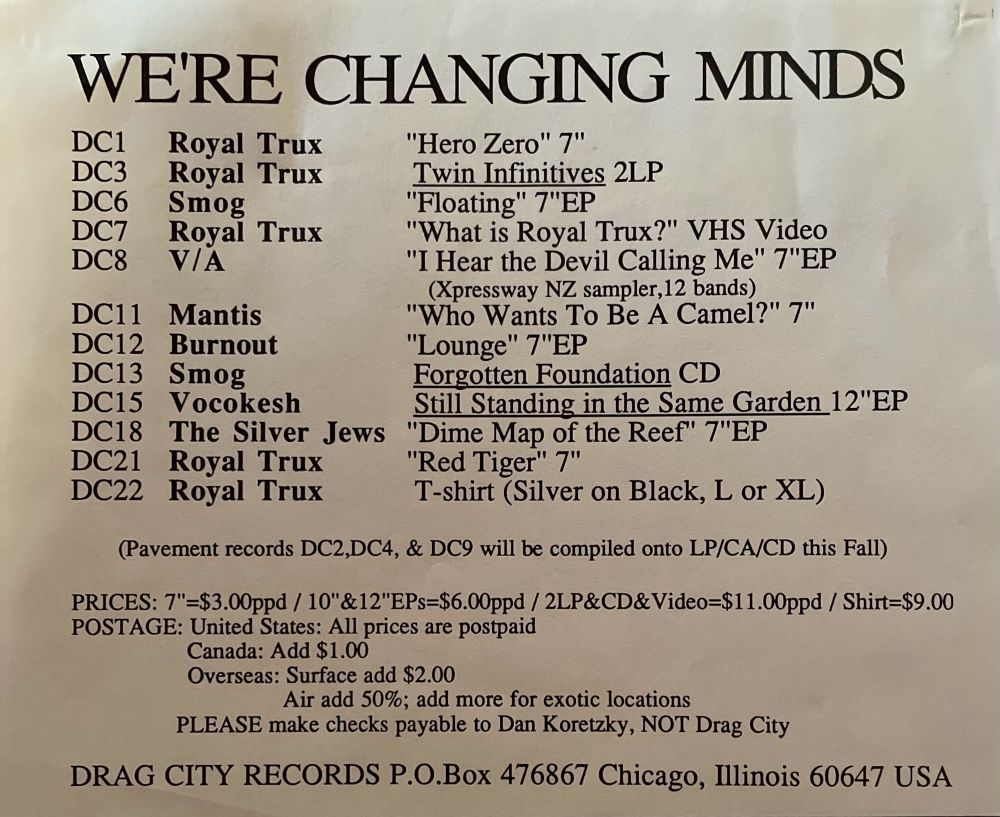 WE'RE CHANGING MINDS
DC1 Royal Trux "Hero Zero" 7"
DC3 Royal Trux Twin Infinitives 2LP
DC6 Smog "Floating" 7"EP
DC7 Royal Trux "What is Royal Trux?" VHS Video
DC8 V/A "I Hear the Devil Calling Me" 7"EP
(Xpressway NZ sampler,12 bands)
DC11 Mantis "Who Wants To Be A Camel?" 7"
DC12 Burnout "Lounge" 7"EP
DC13 Smog Forgotten Foundation CD
DC15 Vocokesh Still Standing in the Same Garden 12"EP
DC18 The Silver Jews "Dime Map of the Reef" 7"EP
DC21 Royal Trux "Red Tiger" 7"
DC22 Royal Trux T-shirt (Silver on Black, L or XL)
(Pavement records DC2,DC4, & DC9 will be compiled onto LP/CA/CD this Fall)
PRICES: 7"=$3.00ppd / 10"&12"EPs=$6.00ppd / 2LP&CD&Video=$11.00ppd / Shirt=$9.00
POSTAGE: United States: All prices are postpaid
Canada: Add $1.00
Overseas: Surface add $2.00
Air add 50%; add more for exotic locations
PLEASE make checks payable to Dan Koretzky, NOT Drag City
DRAG CITY RECORDS P.O.Box 476867 Chicago, Illinois 60647 USA